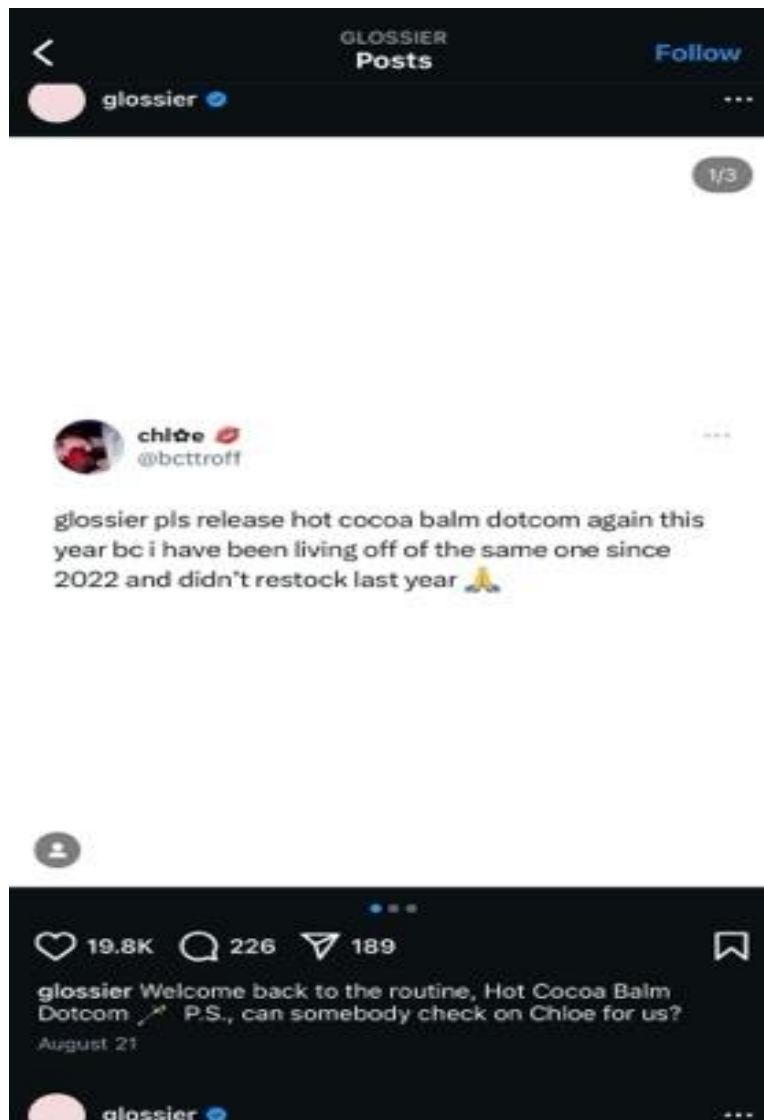 GLOSSIER
Posts
Follow
glossier
1/3
chl✿e 💋
@bcttroff
glossier pls release hot cocoa balm dotcom again this
year bc i have been living off of the same one since
2022 and didn't restock last year 🙏
19.8K 226 189
glossier Welcome back to the routine, Hot Cocoa Balm
Dotcom 🪄 P.S., can somebody check on Chloe for us?
August 21
glossier